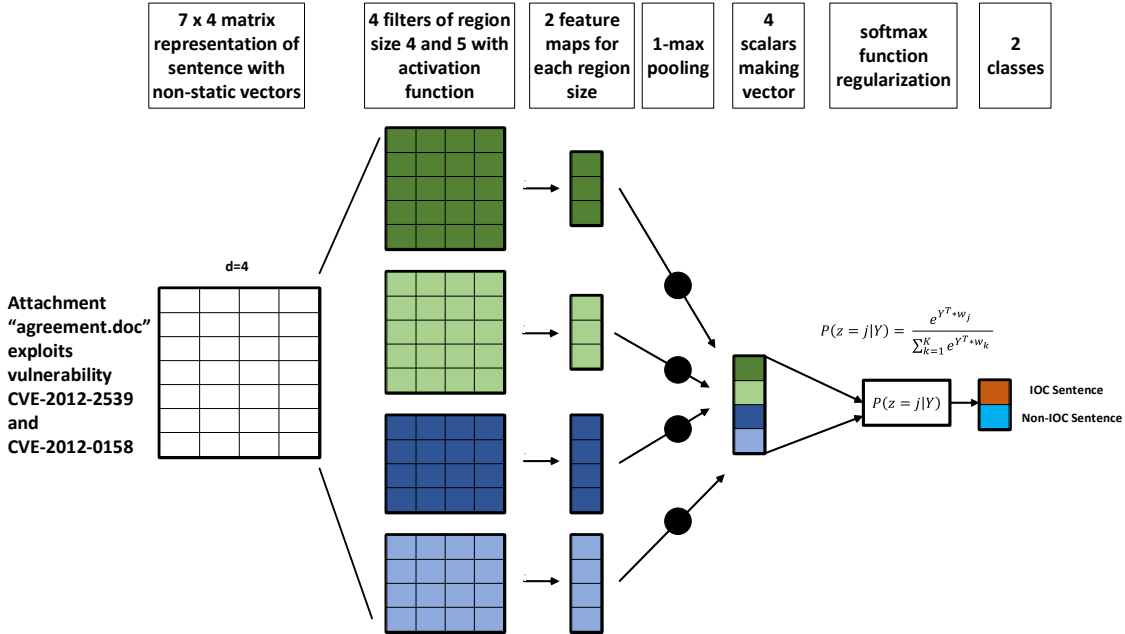 7 x 4 matrix
representation of
sentence with
non-static vectors
4 filters of region
size 4 and 5 with
activation
function
2 feature
maps for
each region
size
1-max
pooling
4
scalars
making
vector
softmax
function
regularization
2
classes
d=4
Attachment
“agreement.doc”
exploits
vulnerability
CVE-2012-2539
and
CVE-2012-0158
P(z = j|Y) = e^{Y^T*w_j} / ∑_{k=1}^{K} e^{Y^T*w_k}
P(z = j|Y)
IOC Sentence
Non-IOC Sentence